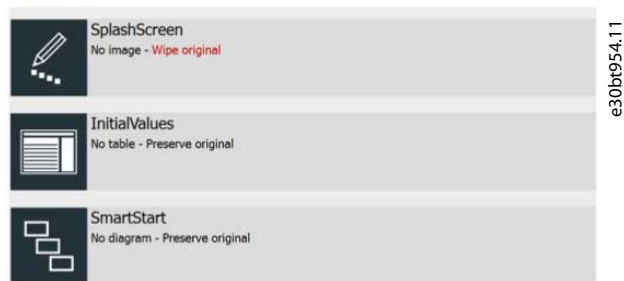 SplashScreen
No image - Wipe original
InitialValues
No table - Preserve original
SmartStart
No diagram - Preserve original
e30bt954.11